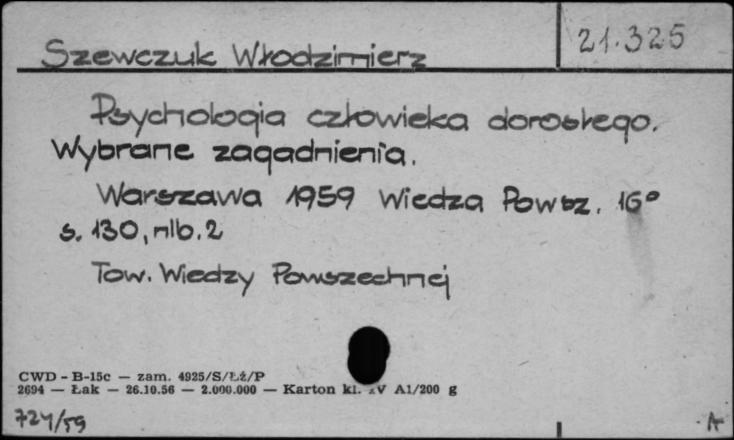 21.325
Szewczuk Włodzimierz
Psychologia człowieka dorosłego.
Wybrane zagadnienia.
Warszawa 1959 Wiedza Powsz. 16°
s. 130, nlb. 2
Tow. Wiedzy Powszechnej
CWD - B-15c — zam. 4925/S/Łż/P
2694 — Łak — 26.10.56 — 2.000.000 — Karton kl. V A1/200 g
724/59
A